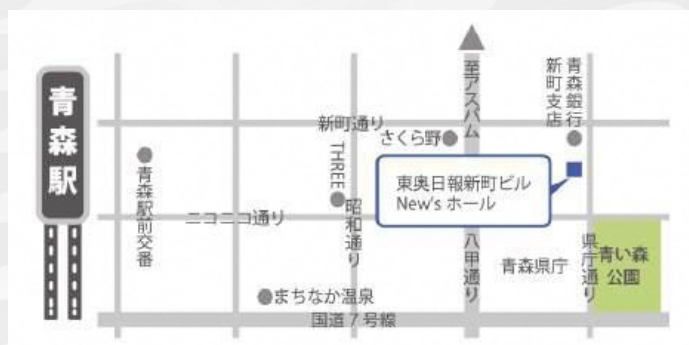 青森駅
青森駅前交番
新町通り
THREE
昭和通り
ニコニコ通り
まちなか温泉
国道7号線
至アスパム
さくら野
八甲通り
青森銀行
新町支店
東奥日報新町ビル
New's ホール
青森県庁
県庁通り
青い森
公園